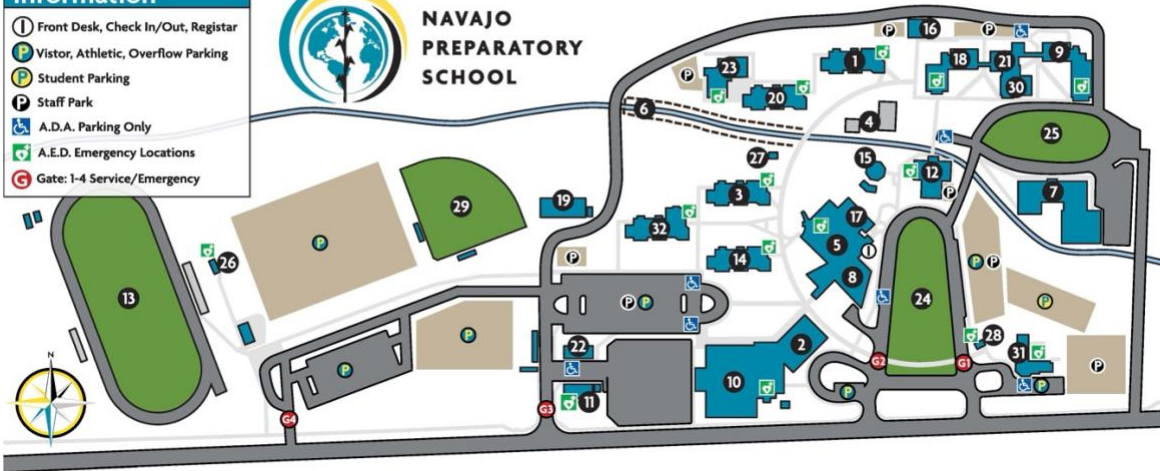 Information
Front Desk, Check In/Out, Registar
Vistor, Athletic, Overflow Parking
Student Parking
Staff Park
A.D.A. Parking Only
A.E.D. Emergency Locations
Gate: 1-4 Service/Emergency
NAVAJO
PREPARATORY
SCHOOL
P
P
P
P
G
16
P
P
1
18
21
9
23
P
20
30
6
4
25
27
15
12
P
7
3
29
19
32
17
5
26
P
14
P
8
P
P
13
24
P
P
P
P
28
22
2
31
P
10
G2
G1
P
P
P
11
G3
G4
N